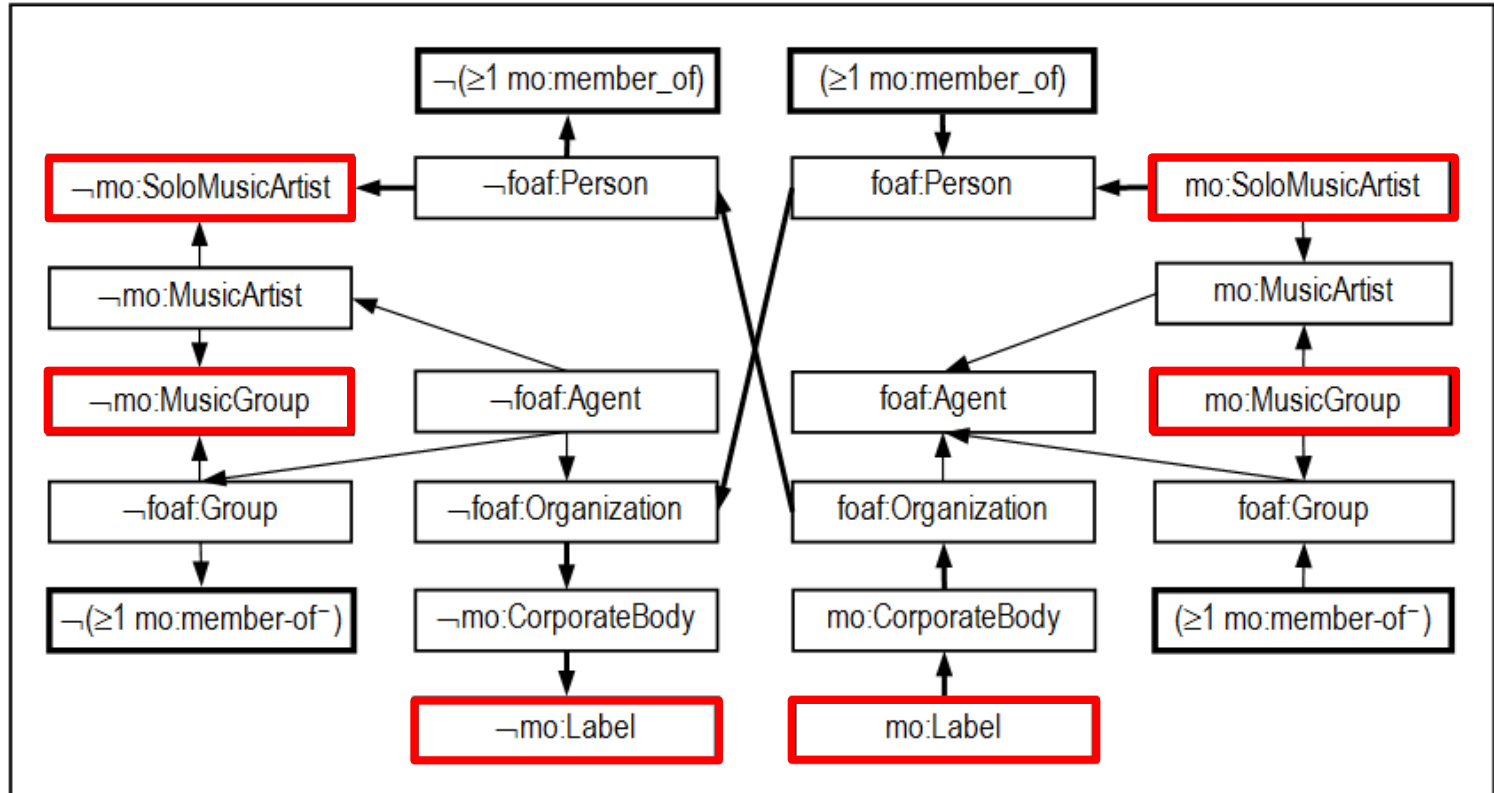 ¬(≥1 mo:member_of)
(≥1 mo:member_of)
¬mo:SoloMusicArtist
¬foaf:Person
foaf:Person
mo:SoloMusicArtist
¬mo:MusicArtist
mo:MusicArtist
¬mo:MusicGroup
¬foaf:Agent
foaf:Agent
mo:MusicGroup
¬foaf:Group
¬foaf:Organization
foaf:Organization
foaf:Group
¬(≥1 mo:member-of⁻)
¬mo:CorporateBody
mo:CorporateBody
(≥1 mo:member-of⁻)
¬mo:Label
mo:Label